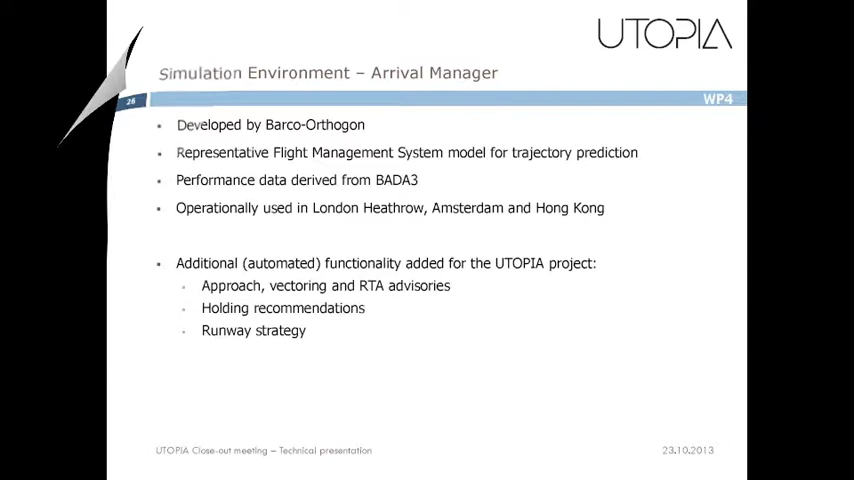 UTOPIA
Simulation Environment – Arrival Manager
26
WP4
Developed by Barco-Orthogon
Representative Flight Management System model for trajectory prediction
Performance data derived from BADA3
Operationally used in London Heathrow, Amsterdam and Hong Kong
Additional (automated) functionality added for the UTOPIA project:
Approach, vectoring and RTA advisories
Holding recommendations
Runway strategy
UTOPIA Close-out meeting – Technical presentation
23.10.2013